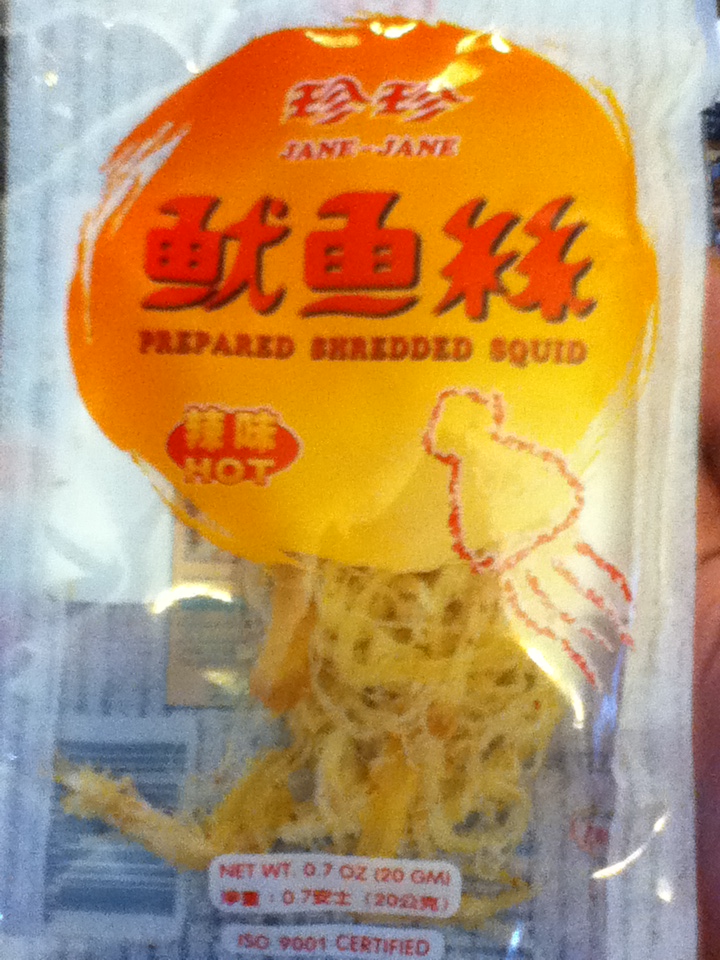 珍珍
JANE-JANE
魷魚絲
PREPARED SHREDDED SQUID
辣味
HOT
NET WT. 0.7 OZ (20 GM)
淨重：0.7安士（20公克）
ISO 9001 CERTIFIED